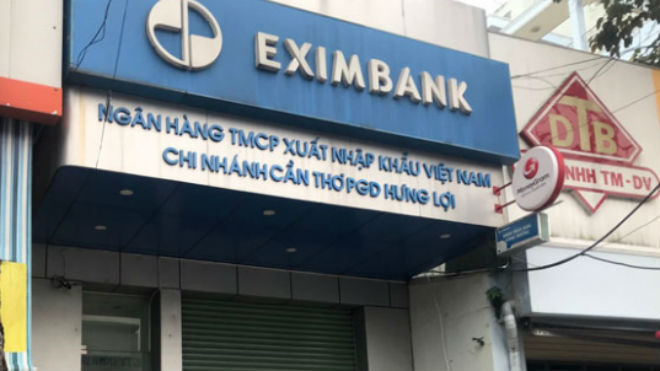 EXIMBANK
NGÂN HÀNG TMCP XUẤT NHẬP KHẨU VIỆT NAM
CHI NHÁNH CẦN THƠ PGD HƯNG LỢI
MoneyGram
DTB
NHH TM-DV